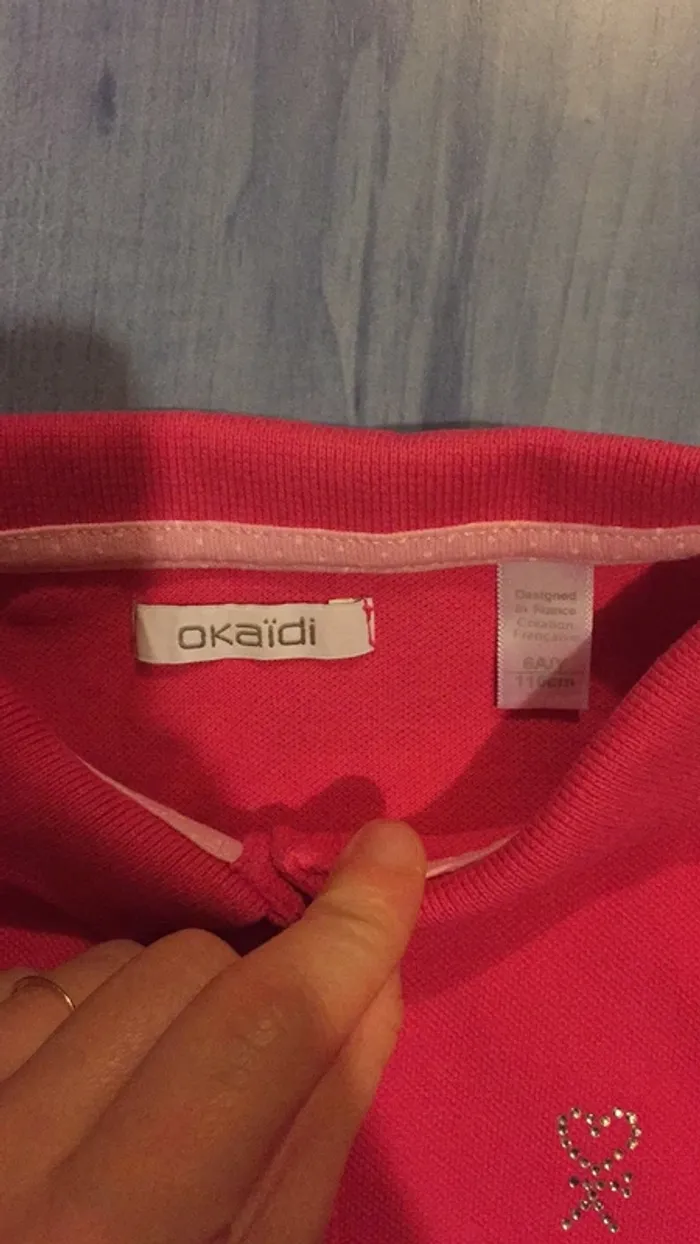 okaïdi
Designed
in France
Création
Française
6A/Y
116cm